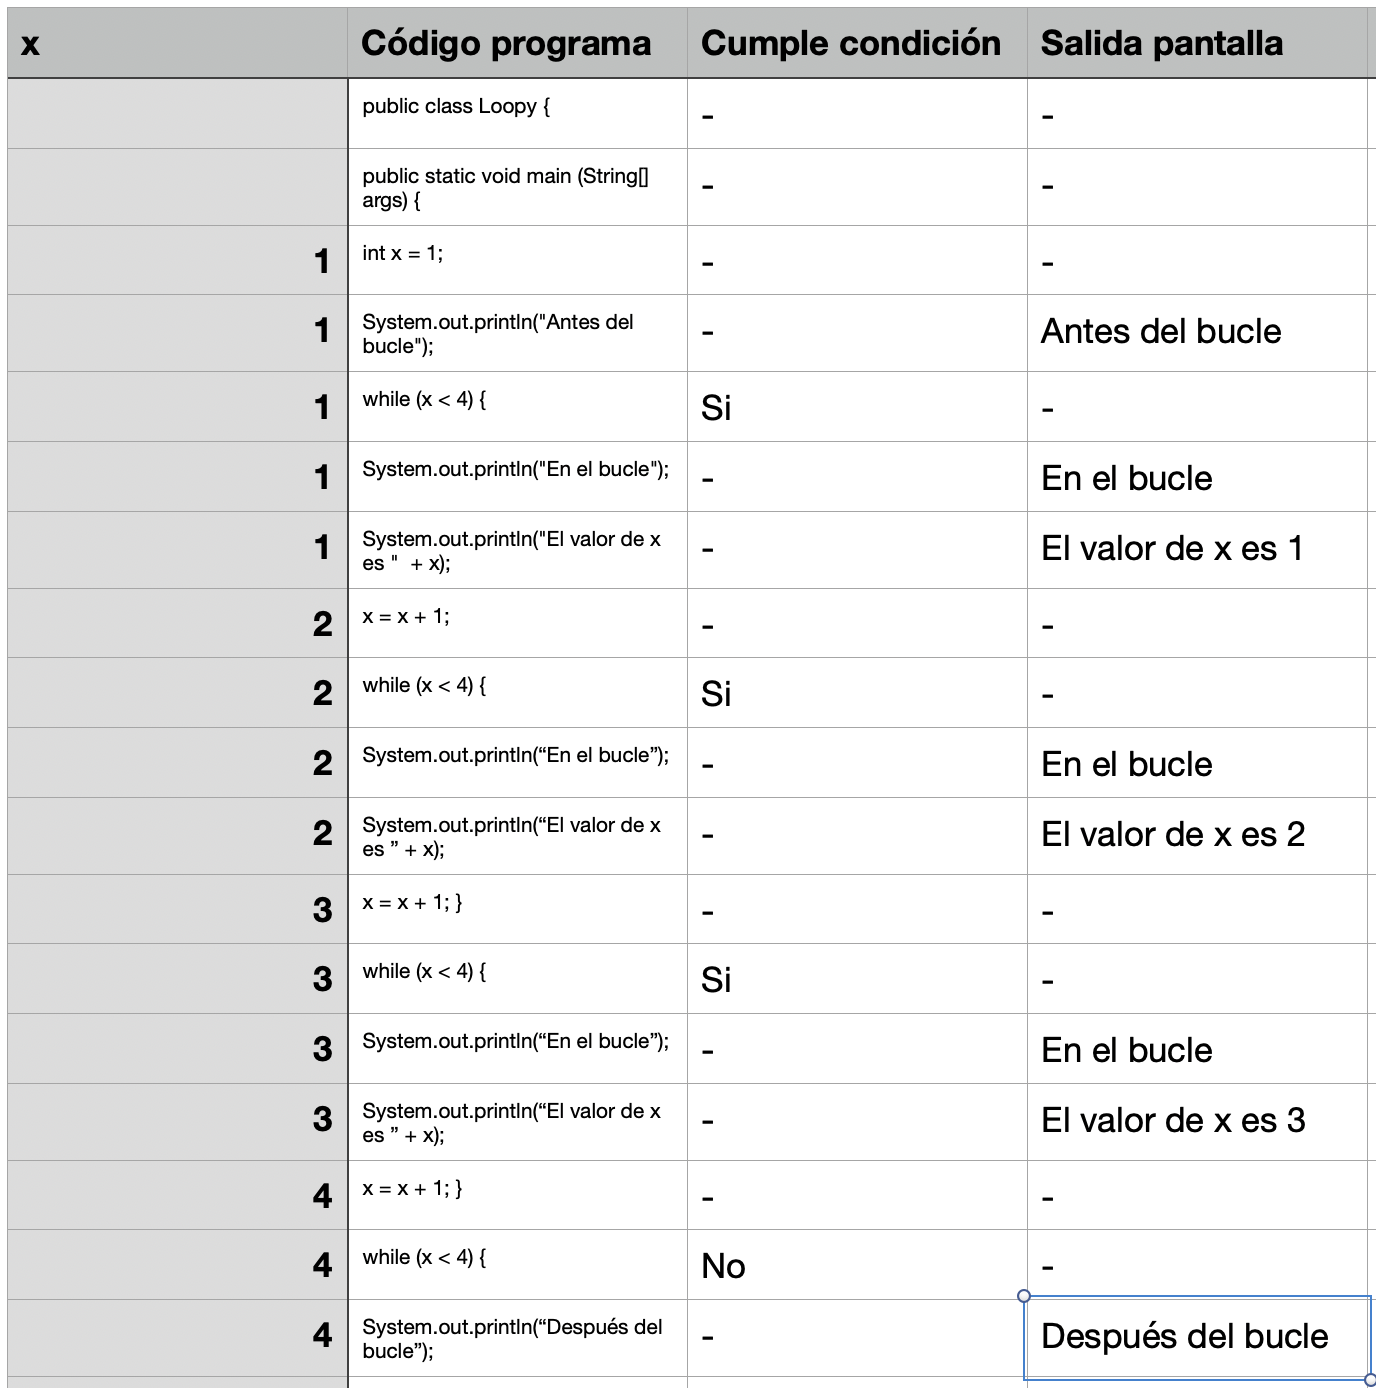 x Código programa Cumple condición Salida pantalla
public class Loopy { - -
public static void main (String[]
args) { - -
1 int x = 1; - -
1 System.out.println("Antes del
bucle"); - Antes del bucle
1 while (x < 4) { Si -
1 System.out.println("En el bucle"); - En el bucle
1 System.out.println("El valor de x
es "  + x); - El valor de x es 1
2 x = x + 1; - -
2 while (x < 4) { Si -
2 System.out.println(“En el bucle”); - En el bucle
2 System.out.println(“El valor de x
es ” + x); - El valor de x es 2
3 x = x + 1; } - -
3 while (x < 4) { Si -
3 System.out.println(“En el bucle”); - En el bucle
3 System.out.println(“El valor de x
es ” + x); - El valor de x es 3
4 x = x + 1; } - -
4 while (x < 4) { No -
4 System.out.println(“Después del
bucle”); - Después del bucle